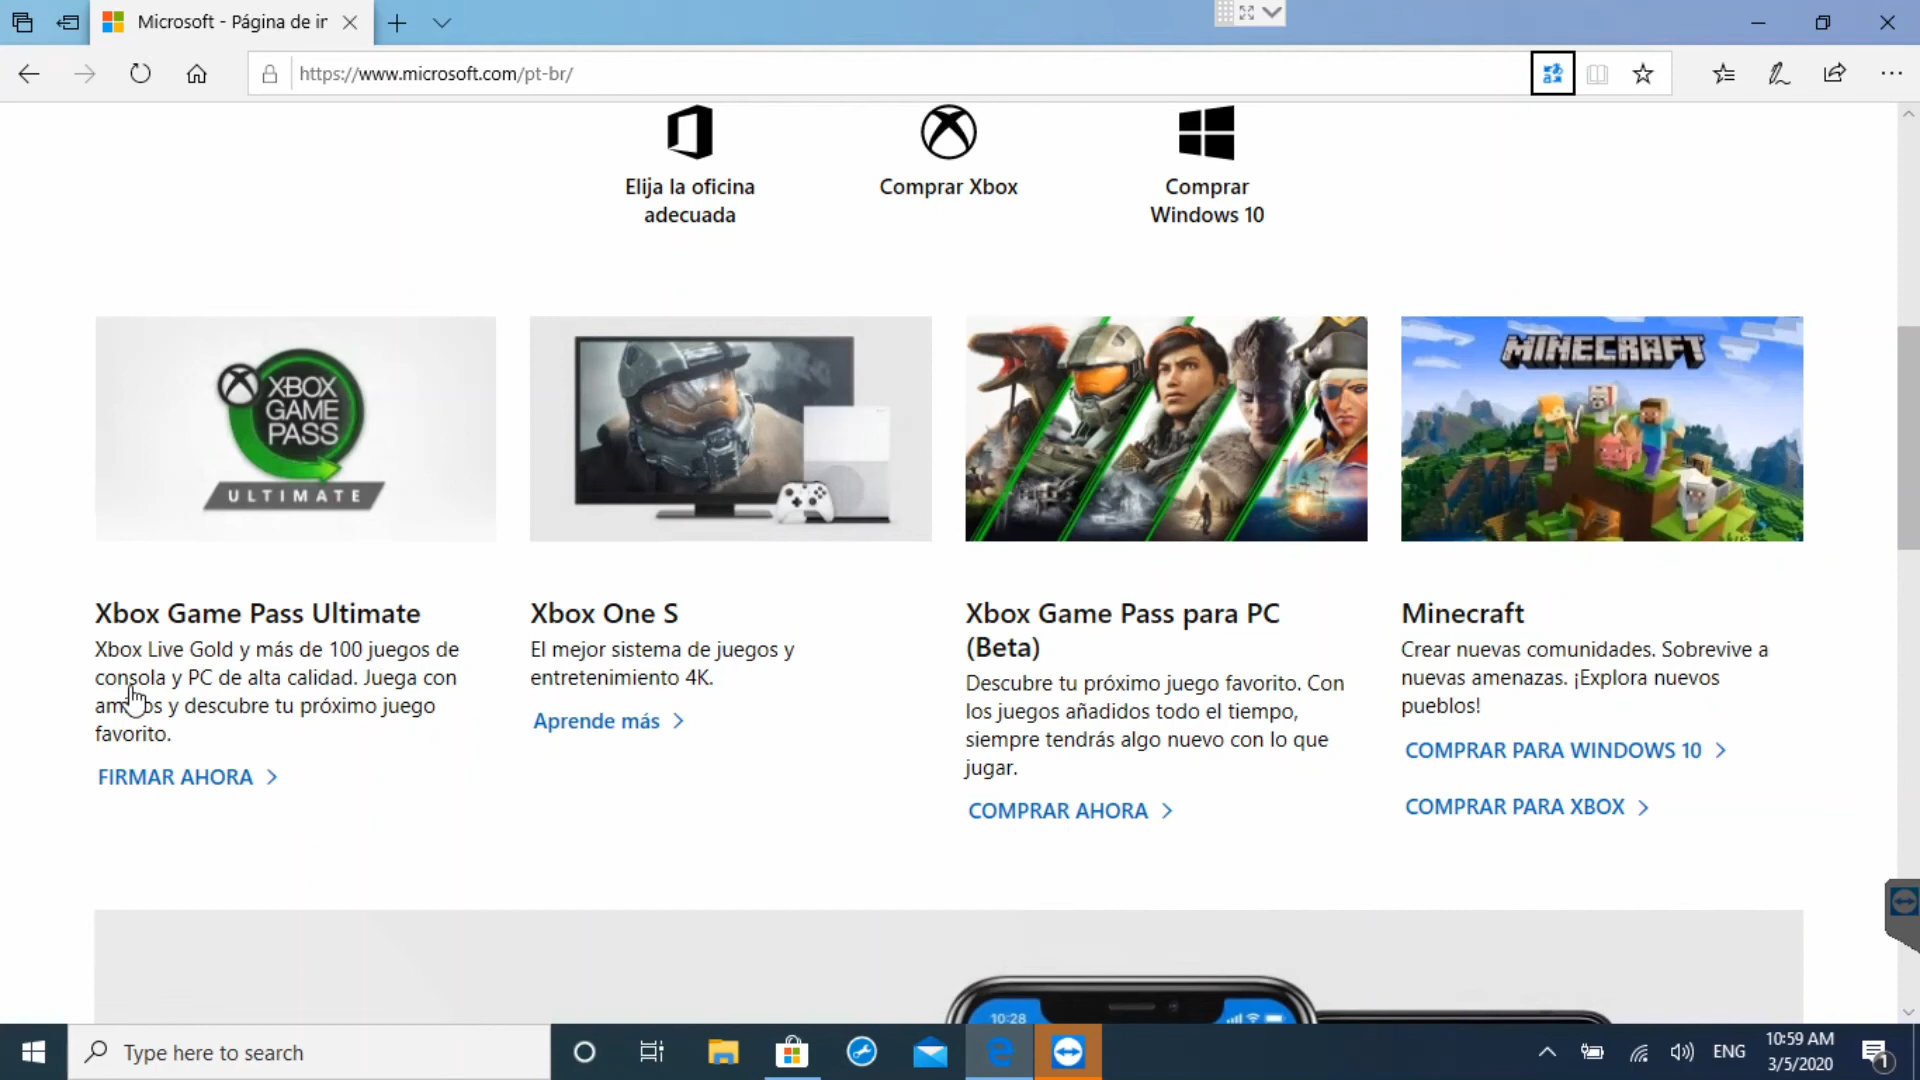 Microsoft - Página de ir
https://www.microsoft.com/pt-br/
Elija la oficina
adecuada
Comprar Xbox
Comprar
Windows 10
XBOX
GAME
PASS
ULTIMATE
MINECRAFT
Xbox Game Pass Ultimate
Xbox Live Gold y más de 100 juegos de
consola y PC de alta calidad. Juega con
y descubre tu próximo juego
favorito.
FIRMAR AHORA
Xbox One S
El mejor sistema de juegos y
entretenimiento 4K.
Aprende más
Xbox Game Pass para PC
(Beta)
Descubre tu próximo juego favorito. Con
los juegos añadidos todo el tiempo,
siempre tendrás algo nuevo con lo que
jugar.
COMPRAR AHORA
Minecraft
Crear nuevas comunidades. Sobrevive a
nuevas amenazas. ¡Explora nuevos
pueblos!
COMPRAR PARA WINDOWS 10
COMPRAR PARA XBOX
10:28
Type here to search
ENG
10:59 AM
3/5/2020
1